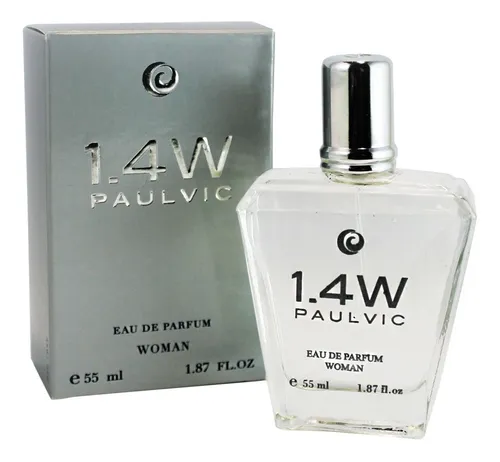 1.4W
PAULVIC
EAU DE PARFUM
WOMAN
e 55 ml 1.87 FL.OZ
1.4W
PAULVIC
EAU DE PARFUM
WOMAN
e 55 ml 1.87 fl.oz